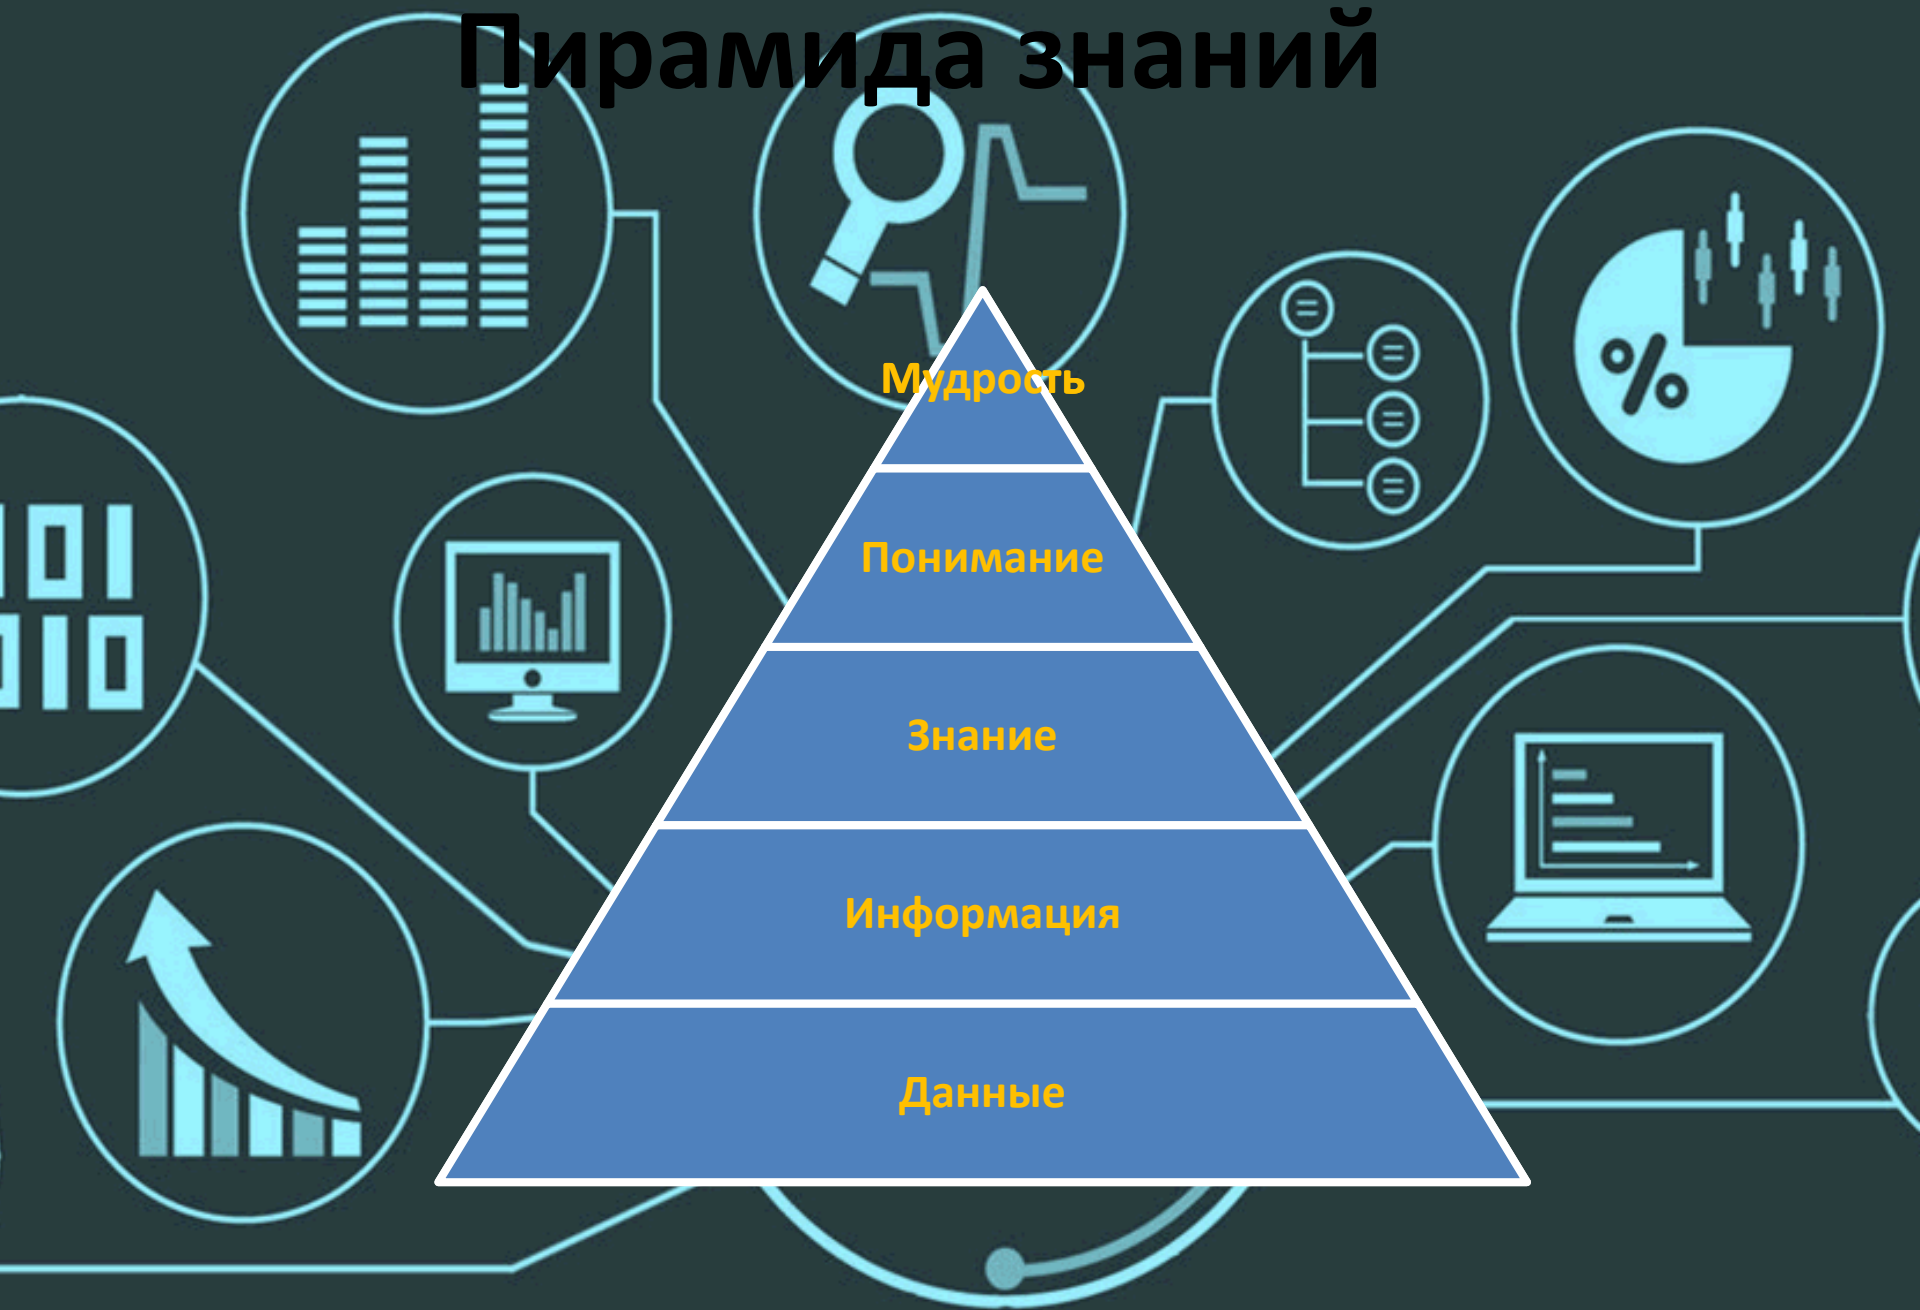 Пирамида знаний
Мудрость
Понимание
Знание
Информация
Данные